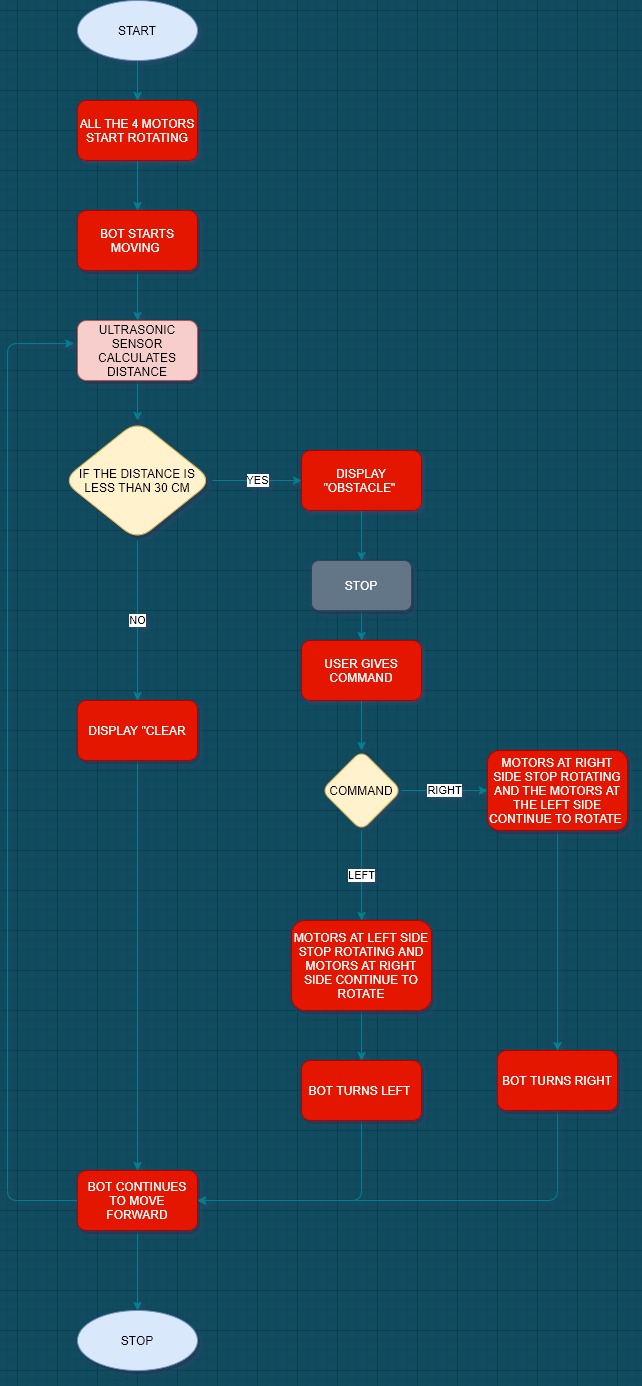 START
ALL THE 4 MOTORS
START ROTATING
BOT STARTS
MOVING
ULTRASONIC
SENSOR
CALCULATES
DISTANCE
IF THE DISTANCE IS
LESS THAN 30 CM
YES
DISPLAY
"OBSTACLE"
STOP
NO
USER GIVES
COMMAND
DISPLAY "CLEAR
COMMAND
RIGHT
MOTORS AT RIGHT
SIDE STOP ROTATING
AND THE MOTORS AT
THE LEFT SIDE
CONTINUE TO ROTATE
LEFT
MOTORS AT LEFT SIDE
STOP ROTATING AND
MOTORS AT RIGHT
SIDE CONTINUE TO
ROTATE
BOT TURNS LEFT
BOT TURNS RIGHT
BOT CONTINUES
TO MOVE
FORWARD
STOP